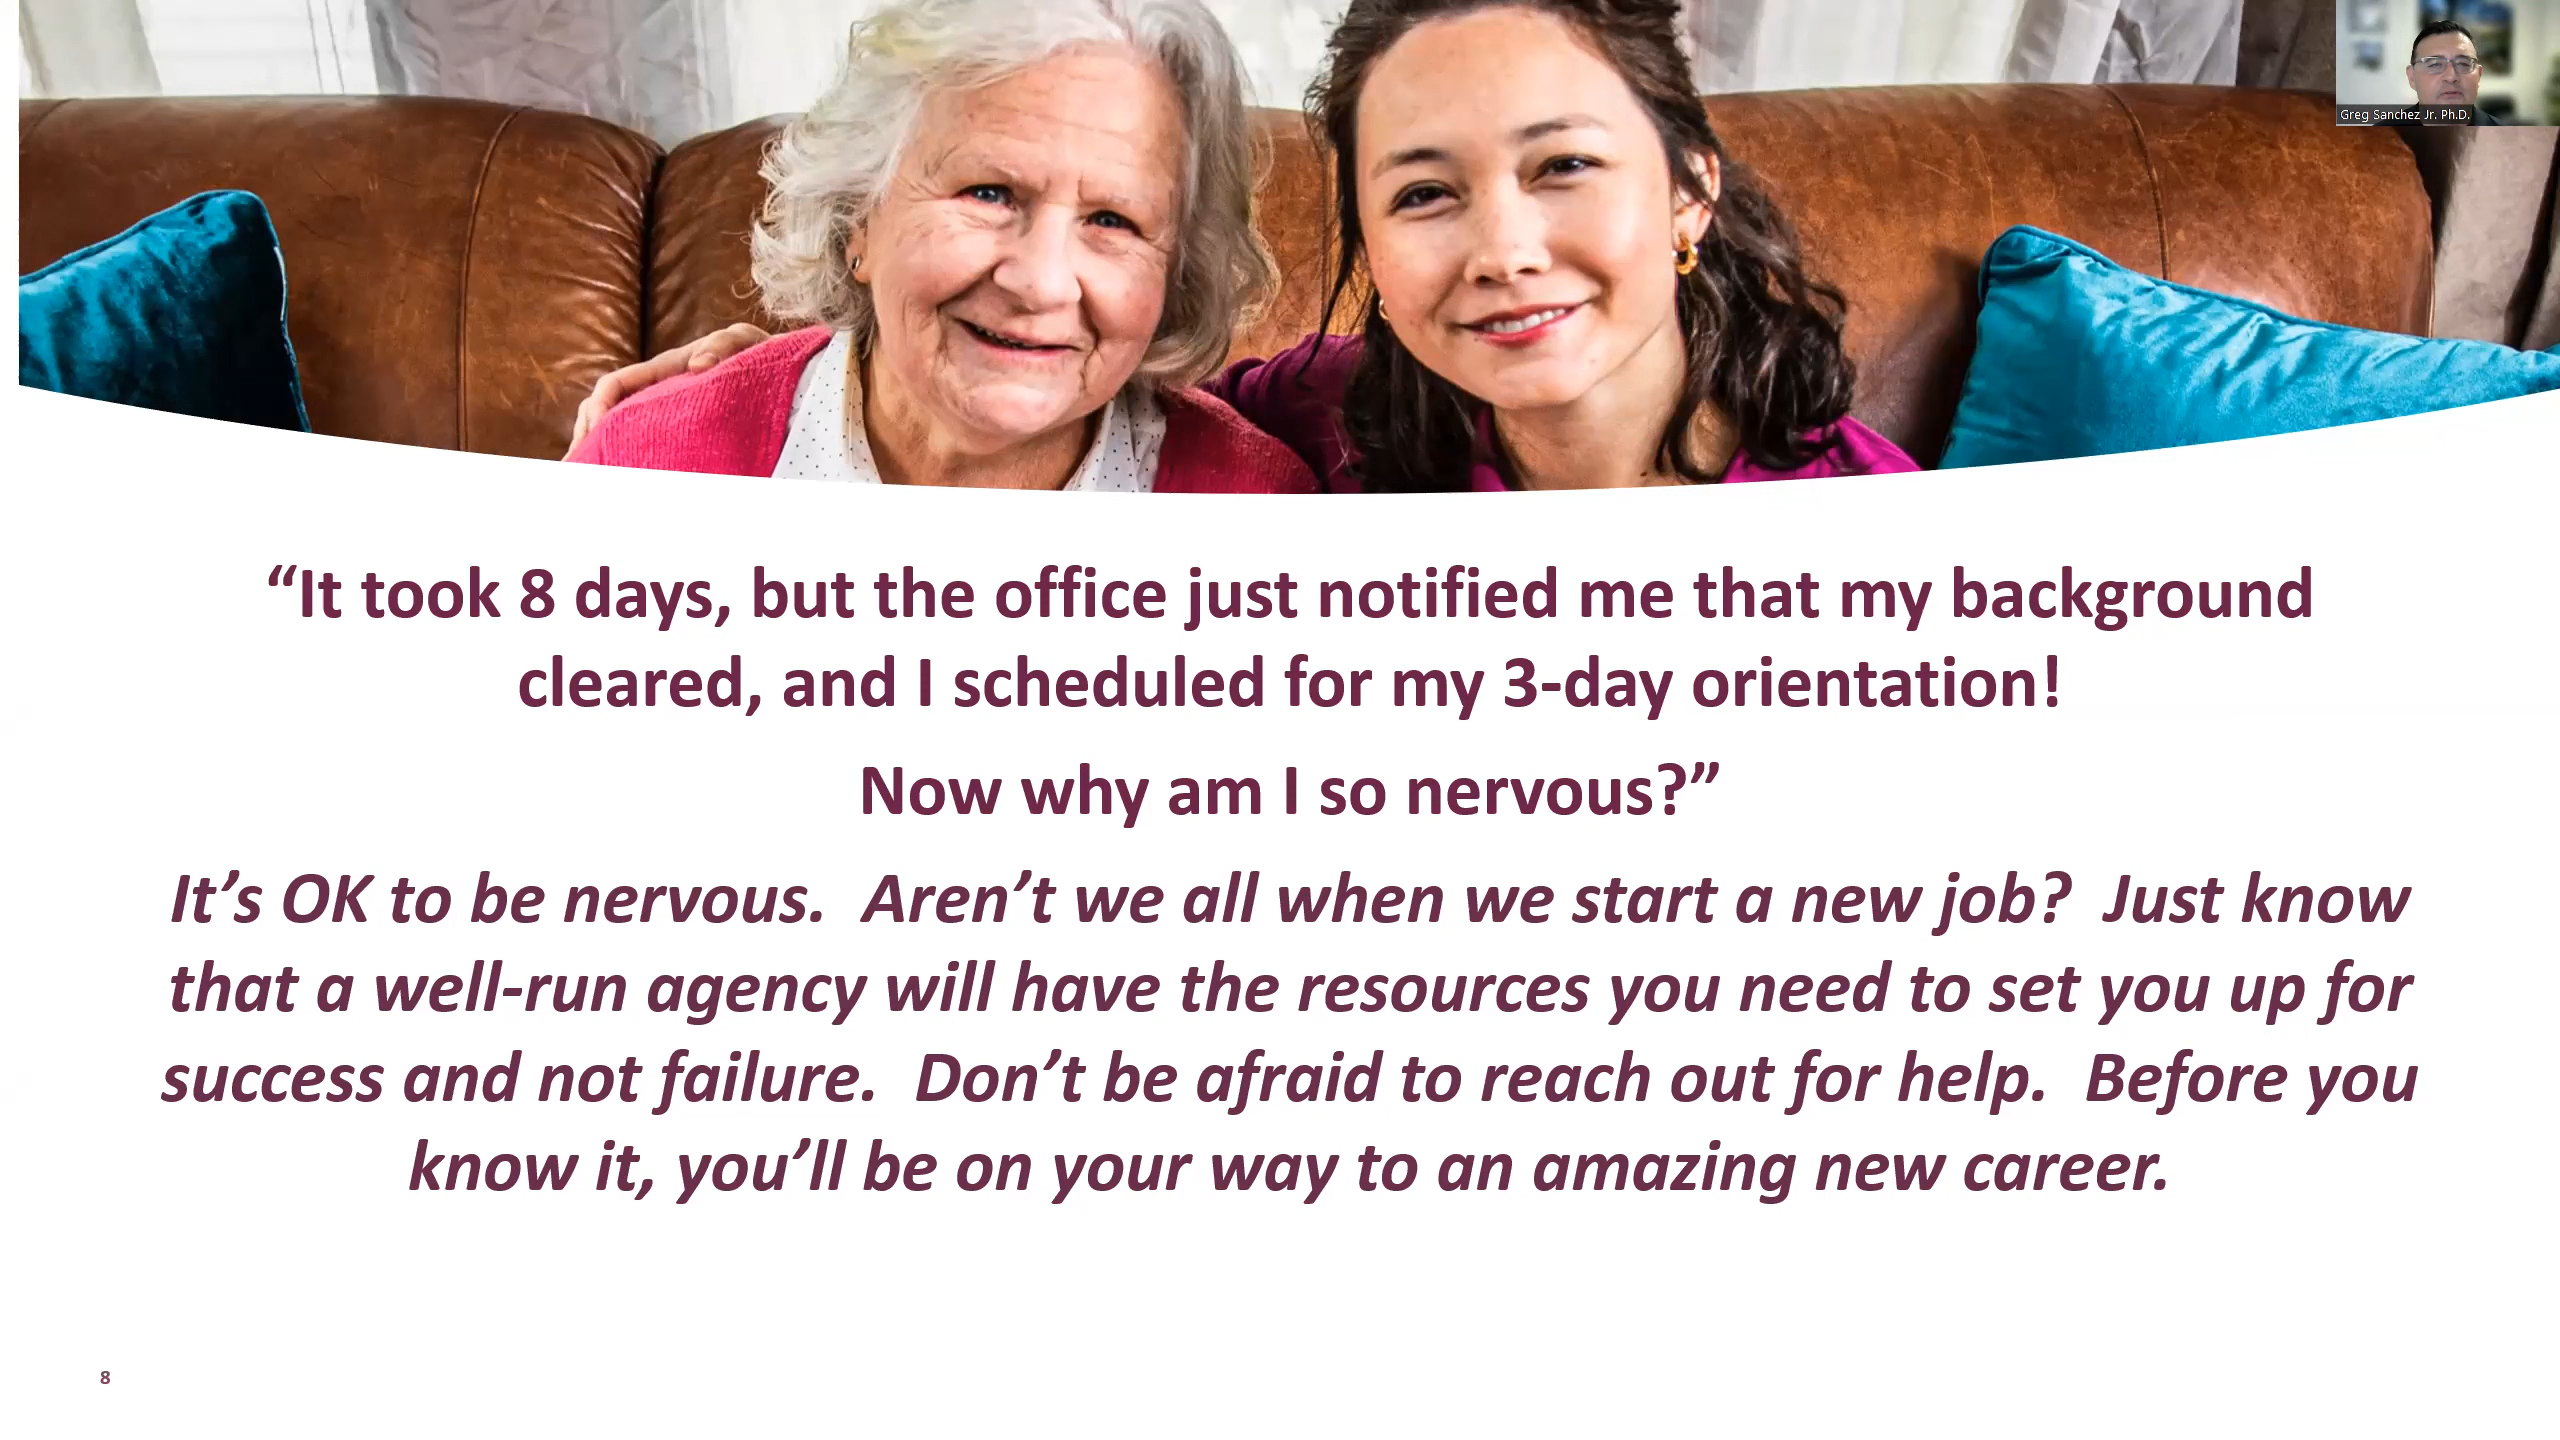 Greg Sanchez Jr. Ph.D.
“It took 8 days, but the office just notified me that my background
cleared, and I scheduled for my 3-day orientation!
Now why am I so nervous?”
It’s OK to be nervous.  Aren’t we all when we start a new job?  Just know
that a well-run agency will have the resources you need to set you up for
success and not failure.  Don’t be afraid to reach out for help.  Before you
know it, you’ll be on your way to an amazing new career.
8